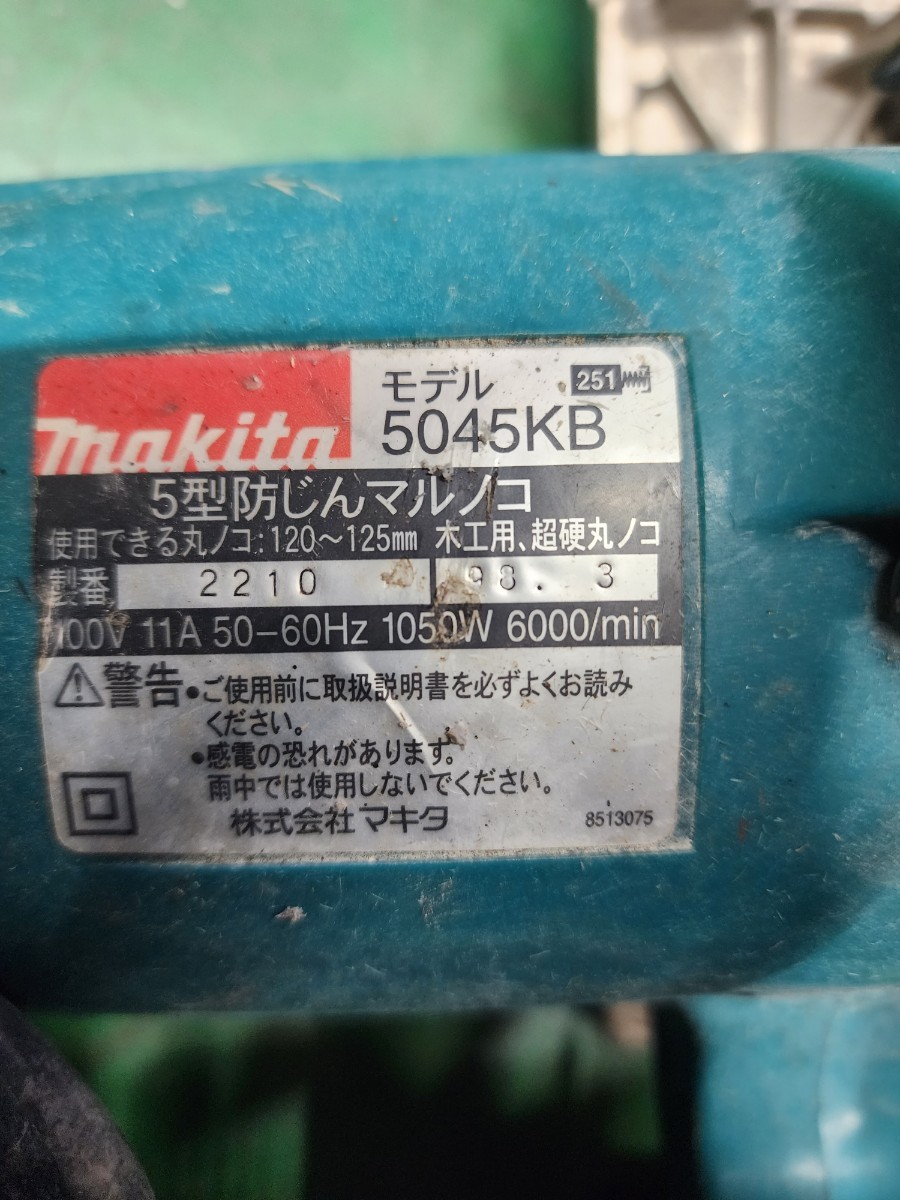 makita
モデル
251
5045KB
5型防じんマルノコ
使用できる丸ノコ:120〜125mm 木工用、超硬丸ノコ
製番 2210 98. 3
100V 11A 50-60Hz 1050W 6000/min
警告 •ご使用前に取扱説明書を必ずよくお読み
ください。
•感電の恐れがあります。
雨中では使用しないでください。
株式会社マキタ
8513075